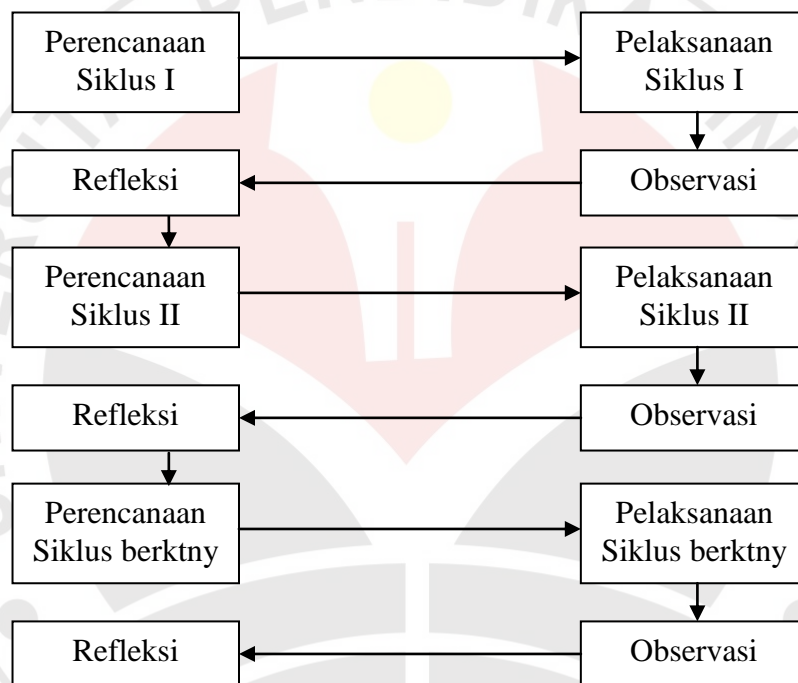 Perencanaan
Siklus I
Pelaksanaan
Siklus I
Refleksi
Observasi
Perencanaan
Siklus II
Pelaksanaan
Siklus II
Refleksi
Observasi
Perencanaan
Siklus berktny
Pelaksanaan
Siklus berktny
Refleksi
Observasi